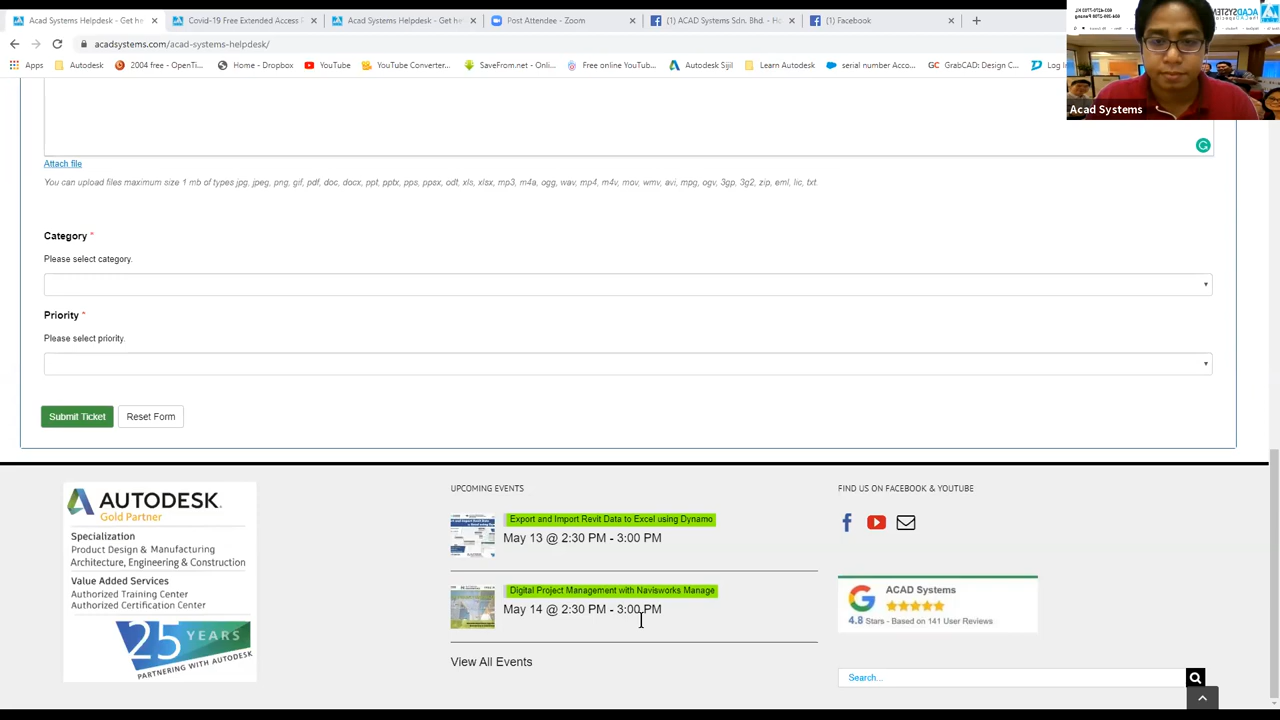 Acad Systems Helpdesk - Get he
Covid-19 Free Extended Access P
Acad Systems Helpdesk - Get he
Post Attendee - Zoom
(1) ACAD Systems Sdn. Bhd. - Ho
(1) Facebook
acadsystems.com/acad-systems-helpdesk/
Apps
Autodesk
2004 free - OpenTi...
Home - Dropbox
YouTube
YouTube Converter...
SaveFrom.net - Onli...
Free online YouTub...
Autodesk Sijil
Learn Autodesk
serial number Acco...
GrabCAD: Design C...
Log in
ACADSYSTEM
Acad Systems
Attach file
You can upload files maximum size 1 mb of types jpg, jpeg, png, gif, pdf, doc, docx, ppt, pptx, pps, ppsx, odt, xls, xlsx, mp3, m4a, ogg, wav, mp4, m4v, mov, wmv, avi, mpg, ogv, 3gp, 3g2, zip, eml, lic, txt.
Category *
Please select category.
Priority *
Please select priority.
Submit Ticket
Reset Form
AUTODESK.
Gold Partner
Specialization
Product Design & Manufacturing
Architecture, Engineering & Construction
Value Added Services
Authorized Training Center
Authorized Certification Center
25 YEARS
PARTNERING WITH AUTODESK
UPCOMING EVENTS
Export and Import Revit Data to Excel using Dynamo
May 13 @ 2:30 PM - 3:00 PM
Digital Project Management with Navisworks Manage
May 14 @ 2:30 PM - 3:00 PM
View All Events
FIND US ON FACEBOOK & YOUTUBE
ACAD Systems
4.8 Stars - Based on 141 User Reviews
Search...